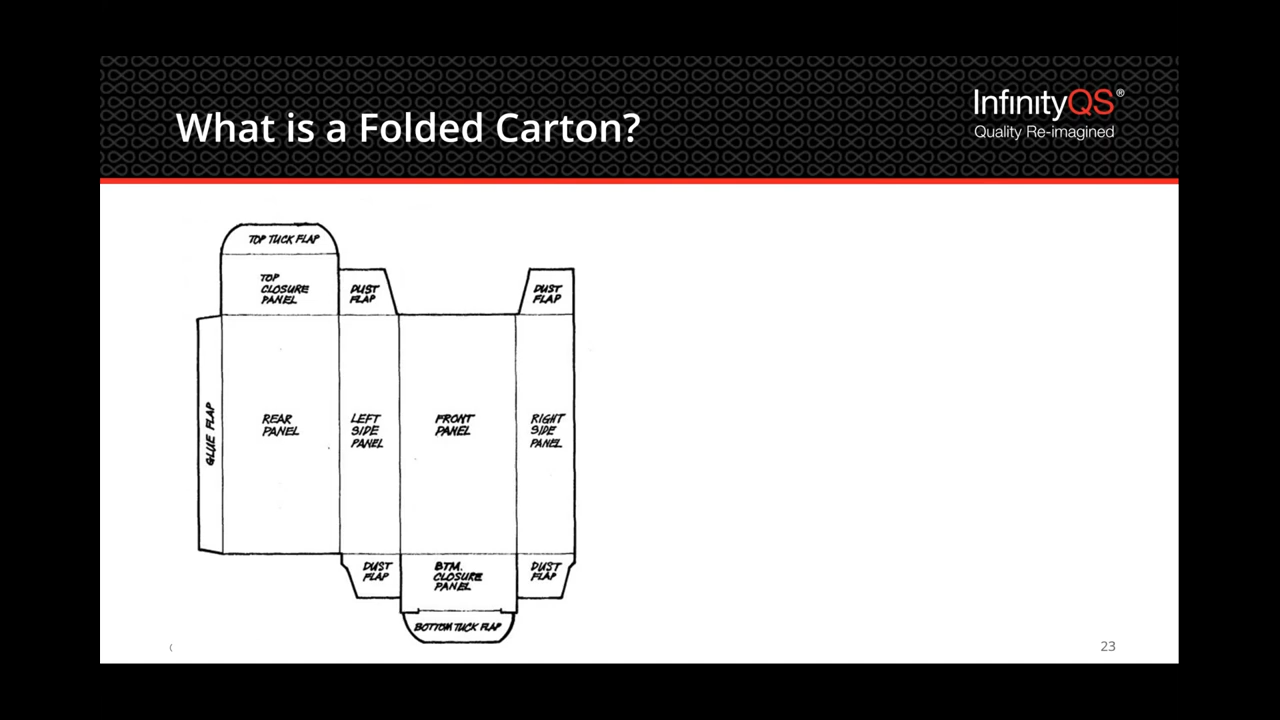 What is a Folded Carton?
InfinityQS®
Quality Re-imagined
TOP TUCK FLAP
TOP
CLOSURE
PANEL
DUST
FLAP
DUST
FLAP
GLUE FLAP
REAR
PANEL
LEFT
SIDE
PANEL
FRONT
PANEL
RIGHT
SIDE
PANEL
DUST
FLAP
BTM.
CLOSURE
PANEL
DUST
FLAP
BOTTOM TUCK FLAP
23